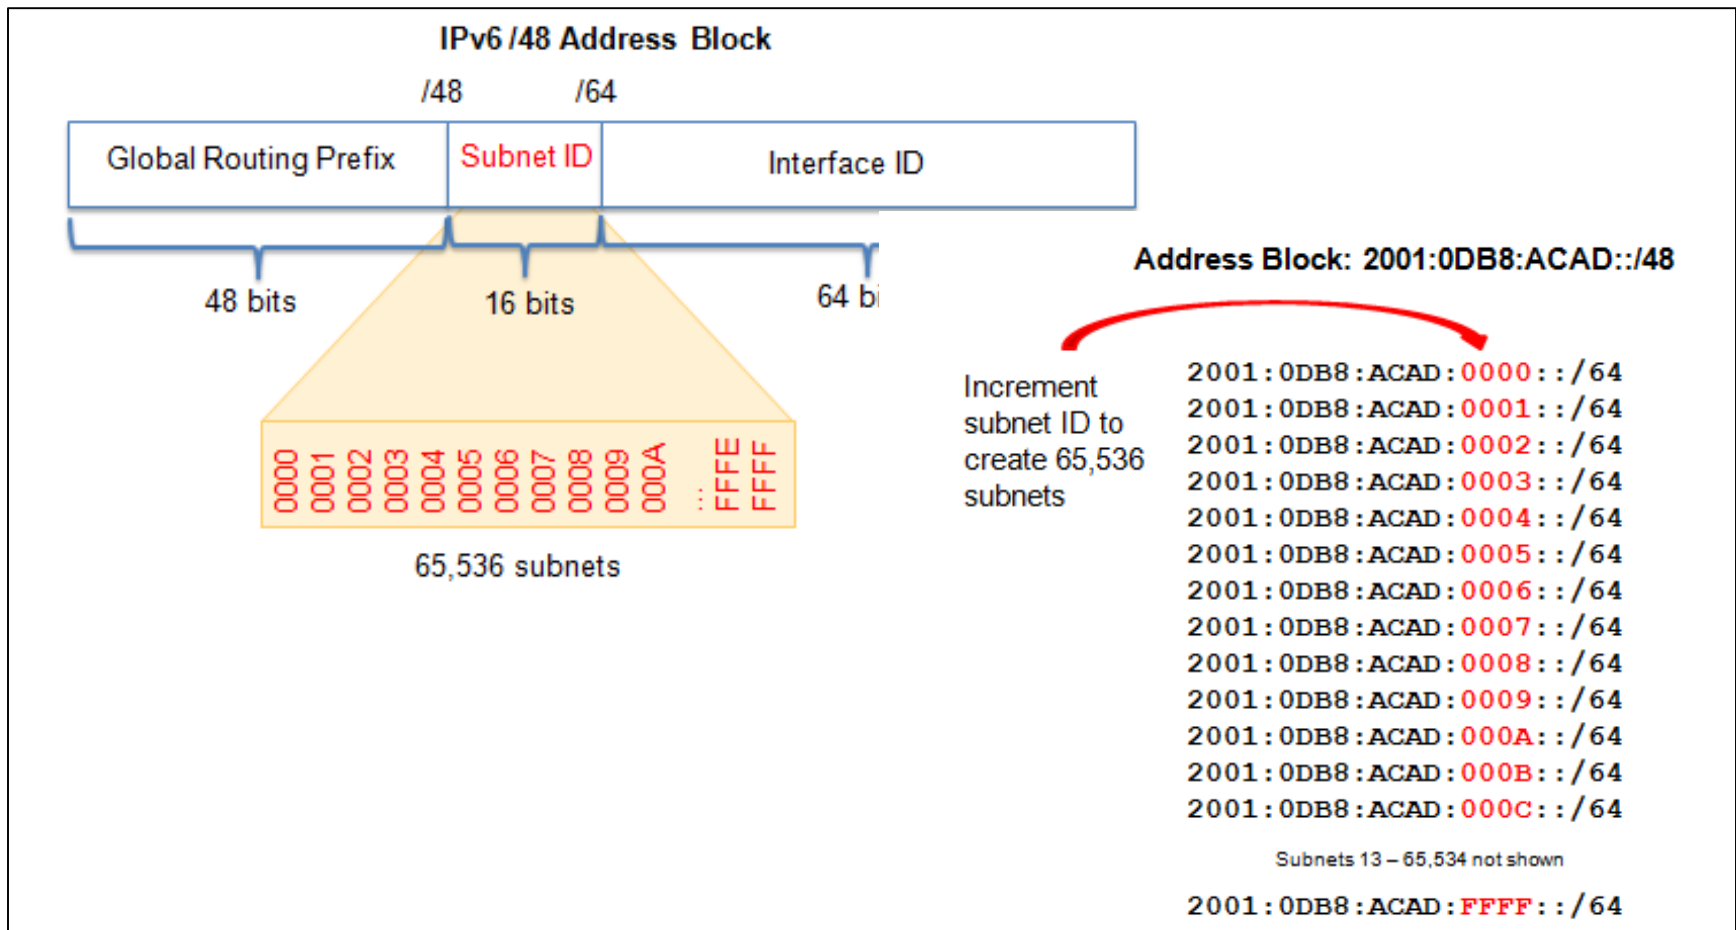 IPv6 /48 Address Block
/48 /64
Global Routing Prefix Subnet ID Interface ID
48 bits 16 bits 64 bi
0000
0001
0002
0003
0004
0005
0006
0007
0008
0009
000A
...
FFFE
FFFF
65,536 subnets
Address Block: 2001:0DB8:ACAD::/48
Increment
subnet ID to
create 65,536
subnets
2001:0DB8:ACAD:0000::/64
2001:0DB8:ACAD:0001::/64
2001:0DB8:ACAD:0002::/64
2001:0DB8:ACAD:0003::/64
2001:0DB8:ACAD:0004::/64
2001:0DB8:ACAD:0005::/64
2001:0DB8:ACAD:0006::/64
2001:0DB8:ACAD:0007::/64
2001:0DB8:ACAD:0008::/64
2001:0DB8:ACAD:0009::/64
2001:0DB8:ACAD:000A::/64
2001:0DB8:ACAD:000B::/64
2001:0DB8:ACAD:000C::/64
Subnets 13 – 65,534 not shown
2001:0DB8:ACAD:FFFF::/64